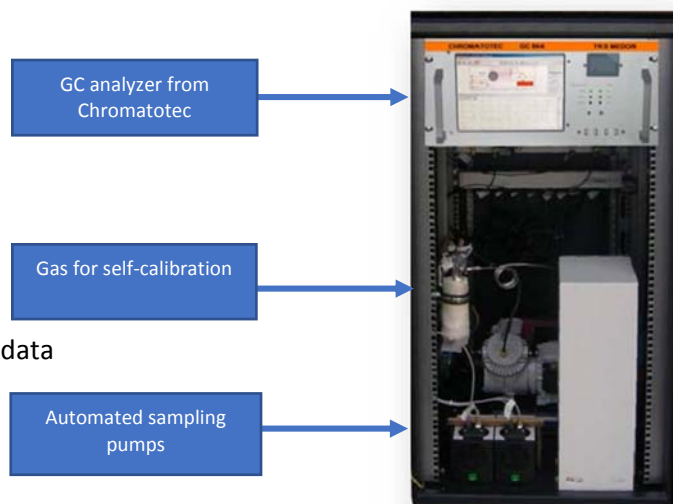 CHROMATOTEC GC 866 TRS MEDOR
GC analyzer from
Chromatotec
Gas for self-calibration
data
Automated sampling
pumps